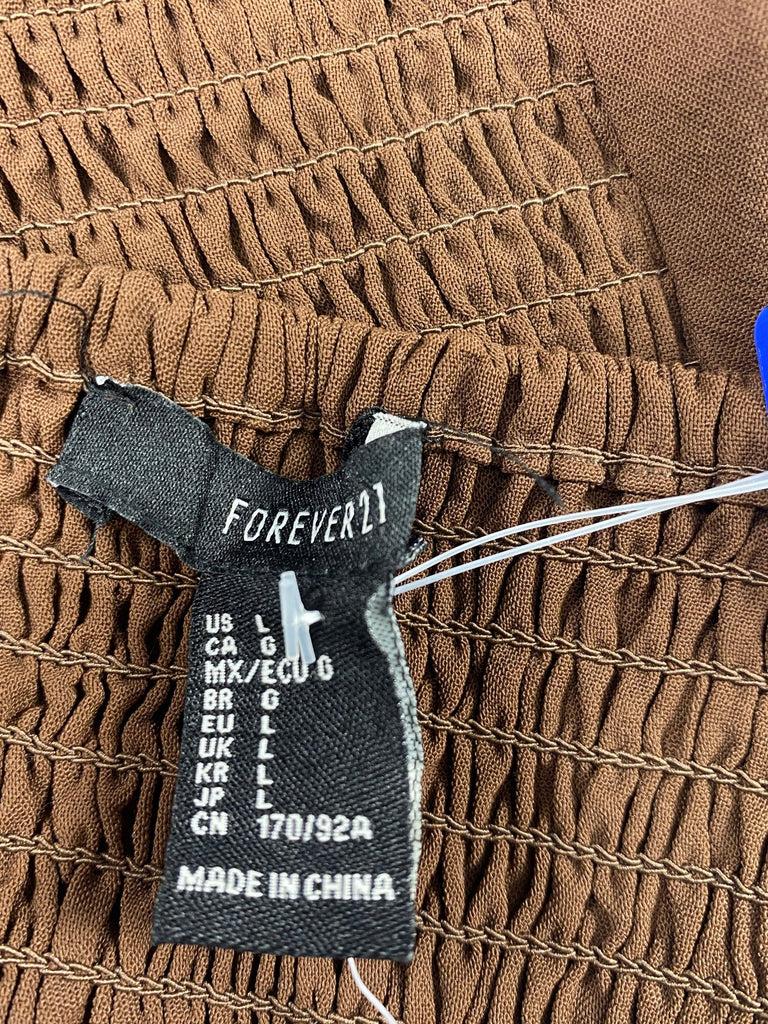 FOREVER21
US L
CA G
MX/ECU G
BR G
EU L
UK L
KR L
JP L
CN 170/92A
MADE IN CHINA